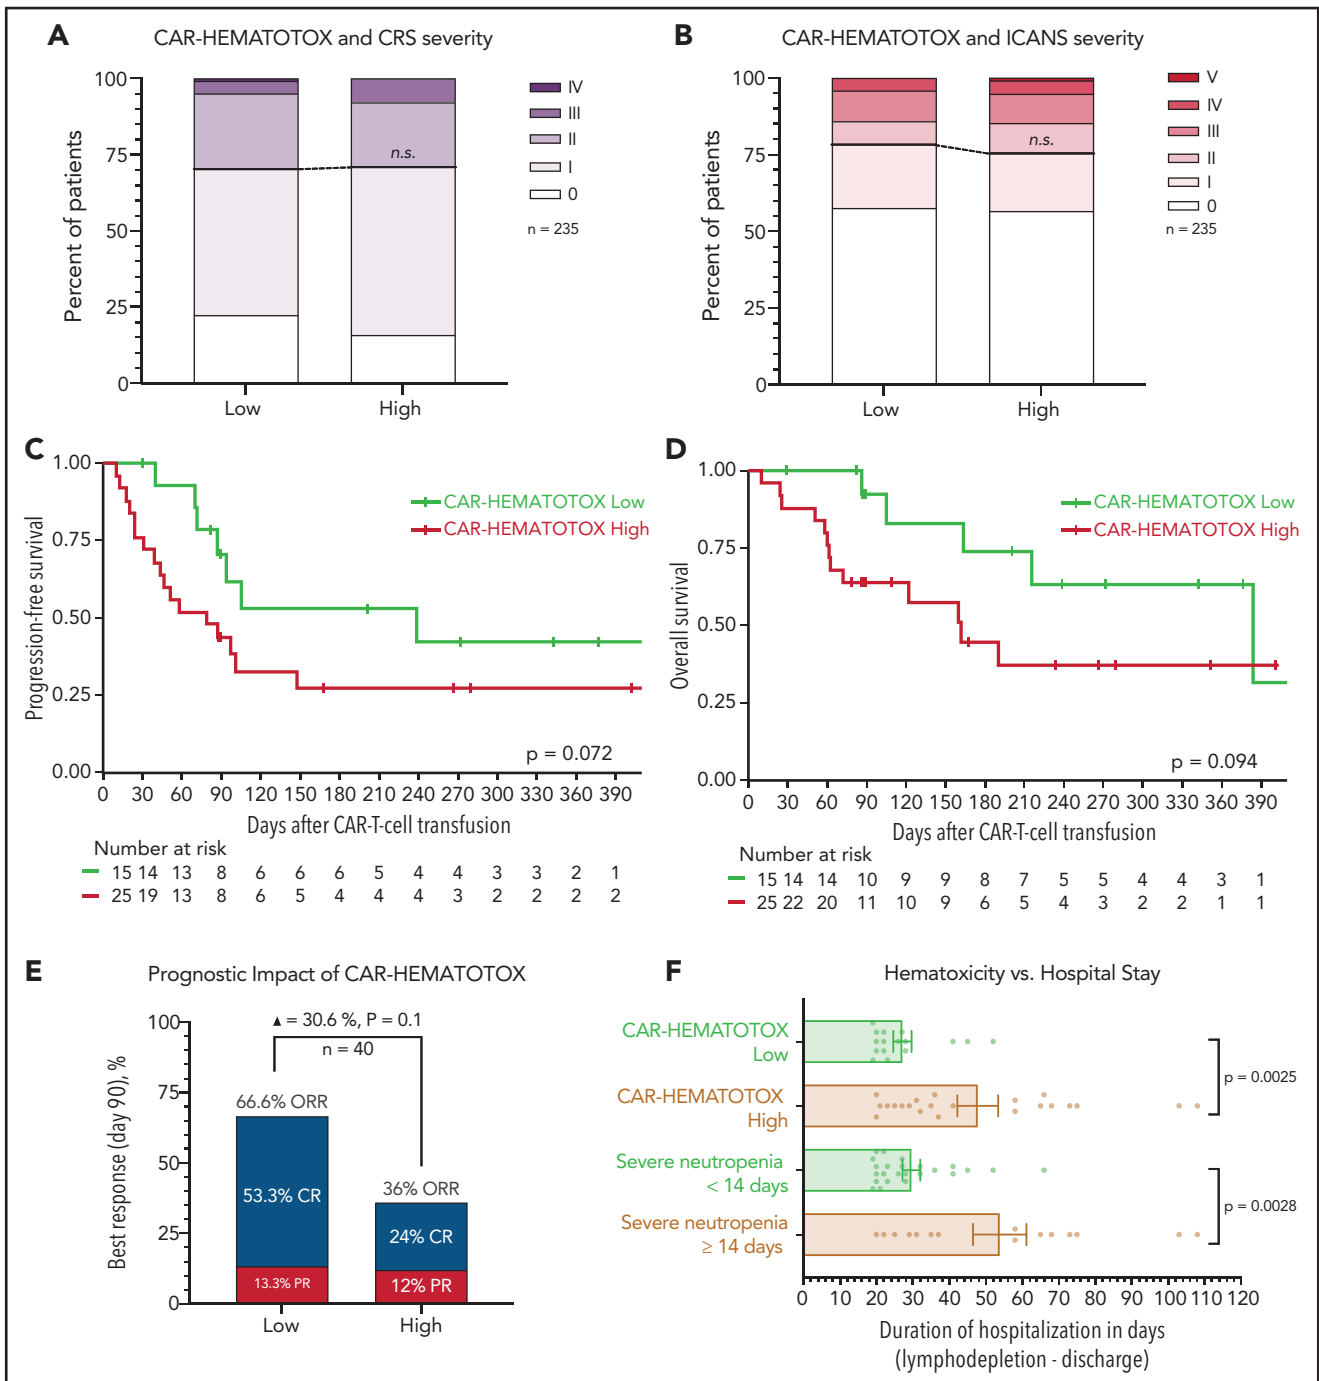 A
CAR-HEMATOTOX and CRS severity
Percent of patients
100
75
50
25
0
n.s.
Low
High
IV
III
II
I
0
n = 235
B
CAR-HEMATOTOX and ICANS severity
Percent of patients
100
75
50
25
0
n.s.
Low
High
V
IV
III
II
I
0
n = 235
C
Progression-free survival
1.00
0.75
0.50
0.25
0.00
CAR-HEMATOTOX Low
CAR-HEMATOTOX High
p = 0.072
0 30 60 90 120 150 180 210 240 270 300 330 360 390
Days after CAR-T-cell transfusion
Number at risk
15 14 13 8 6 6 6 5 4 4 3 3 2 1
25 19 13 8 6 5 4 4 4 3 2 2 2 2
D
Overall survival
1.00
0.75
0.50
0.25
0.00
CAR-HEMATOTOX Low
CAR-HEMATOTOX High
p = 0.094
0 30 60 90 120 150 180 210 240 270 300 330 360 390
Days after CAR-T-cell transfusion
Number at risk
15 14 14 10 9 9 8 7 5 5 4 4 3 1
25 22 20 11 10 9 6 5 4 3 2 2 1 1
E
Prognostic Impact of CAR-HEMATOTOX
Best response (day 90), %
100
75
50
25
0
▲ = 30.6 %, P = 0.1
n = 40
66.6% ORR
53.3% CR
13.3% PR
36% ORR
24% CR
12% PR
Low
High
F
Hematoxicity vs. Hospital Stay
CAR-HEMATOTOX
Low
CAR-HEMATOTOX
High
Severe neutropenia
< 14 days
Severe neutropenia
≥ 14 days
p = 0.0025
p = 0.0028
0 10 20 30 40 50 60 70 80 90 100 110 120
Duration of hospitalization in days
(lymphodepletion - discharge)